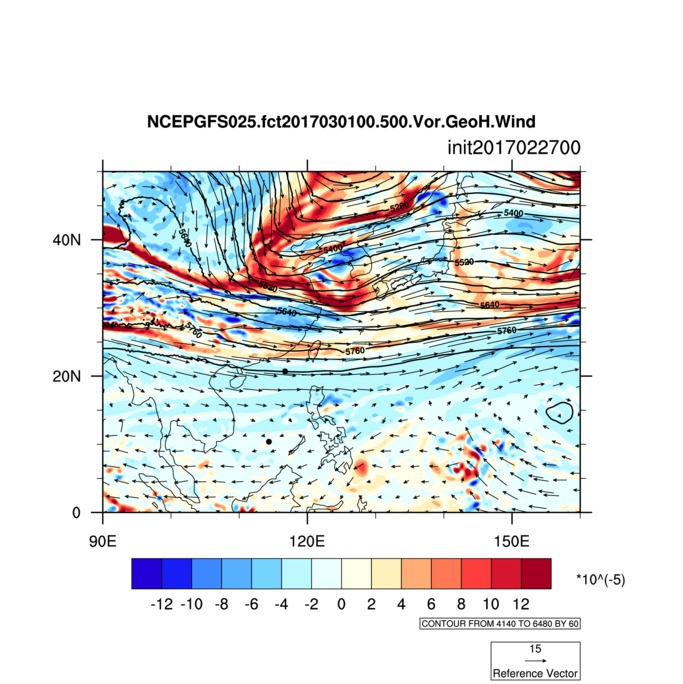 NCEPGFS025.fct2017030100.500.Vor.GeoH.Wind
init2017022700
5280
5400
5640
40N
5400
5520
5520
5640
5640
5760
5760
5760
20N
0
90E 120E 150E
*10^(-5)
-12 -10 -8 -6 -4 -2 0 2 4 6 8 10 12
CONTOUR FROM 4140 TO 6480 BY 60
15
Reference Vector